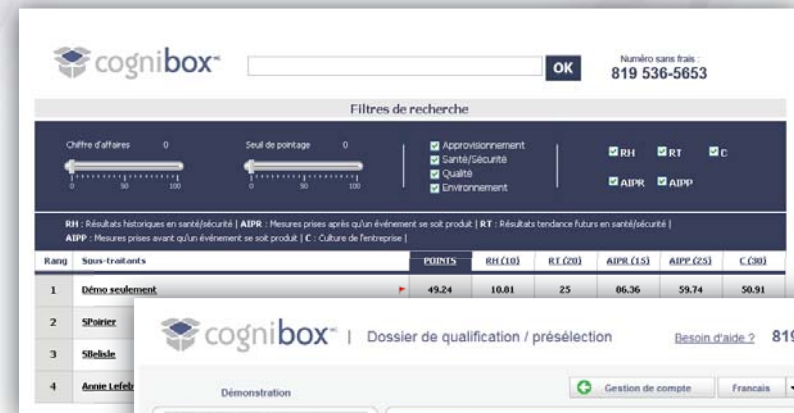 cognibox
OK
Numéro sans frais :
819 536-5653
Filtres de recherche
Chiffre d'affaires 0
0 50 100
Seuil de pointage 0
0 50 100
Approvisionnement
Santé/Sécurité
Qualité
Environnement
RH RT C
AIPR AIPP
RH : Résultats historiques en santé/sécurité | AIPR : Mesures prises après qu'un événement se soit produit | RT : Résultats tendance futurs en santé/sécurité |
AIPP : Mesures prises avant qu'un événement se soit produit | C : Culture de l'entreprise |
Rang Sous-traitants POINTS RH (10) RT (20) AIPR (15) AIPP (25) C (30)
1 Démo seulement 49.24 10.01 25 06.36 59.74 50.91
2 SPoirier
3 SBelisle
4 Annie Lefeb
cognibox | Dossier de qualification / présélection Besoin d'aide ? 819
Démonstration Gestion de compte Francais